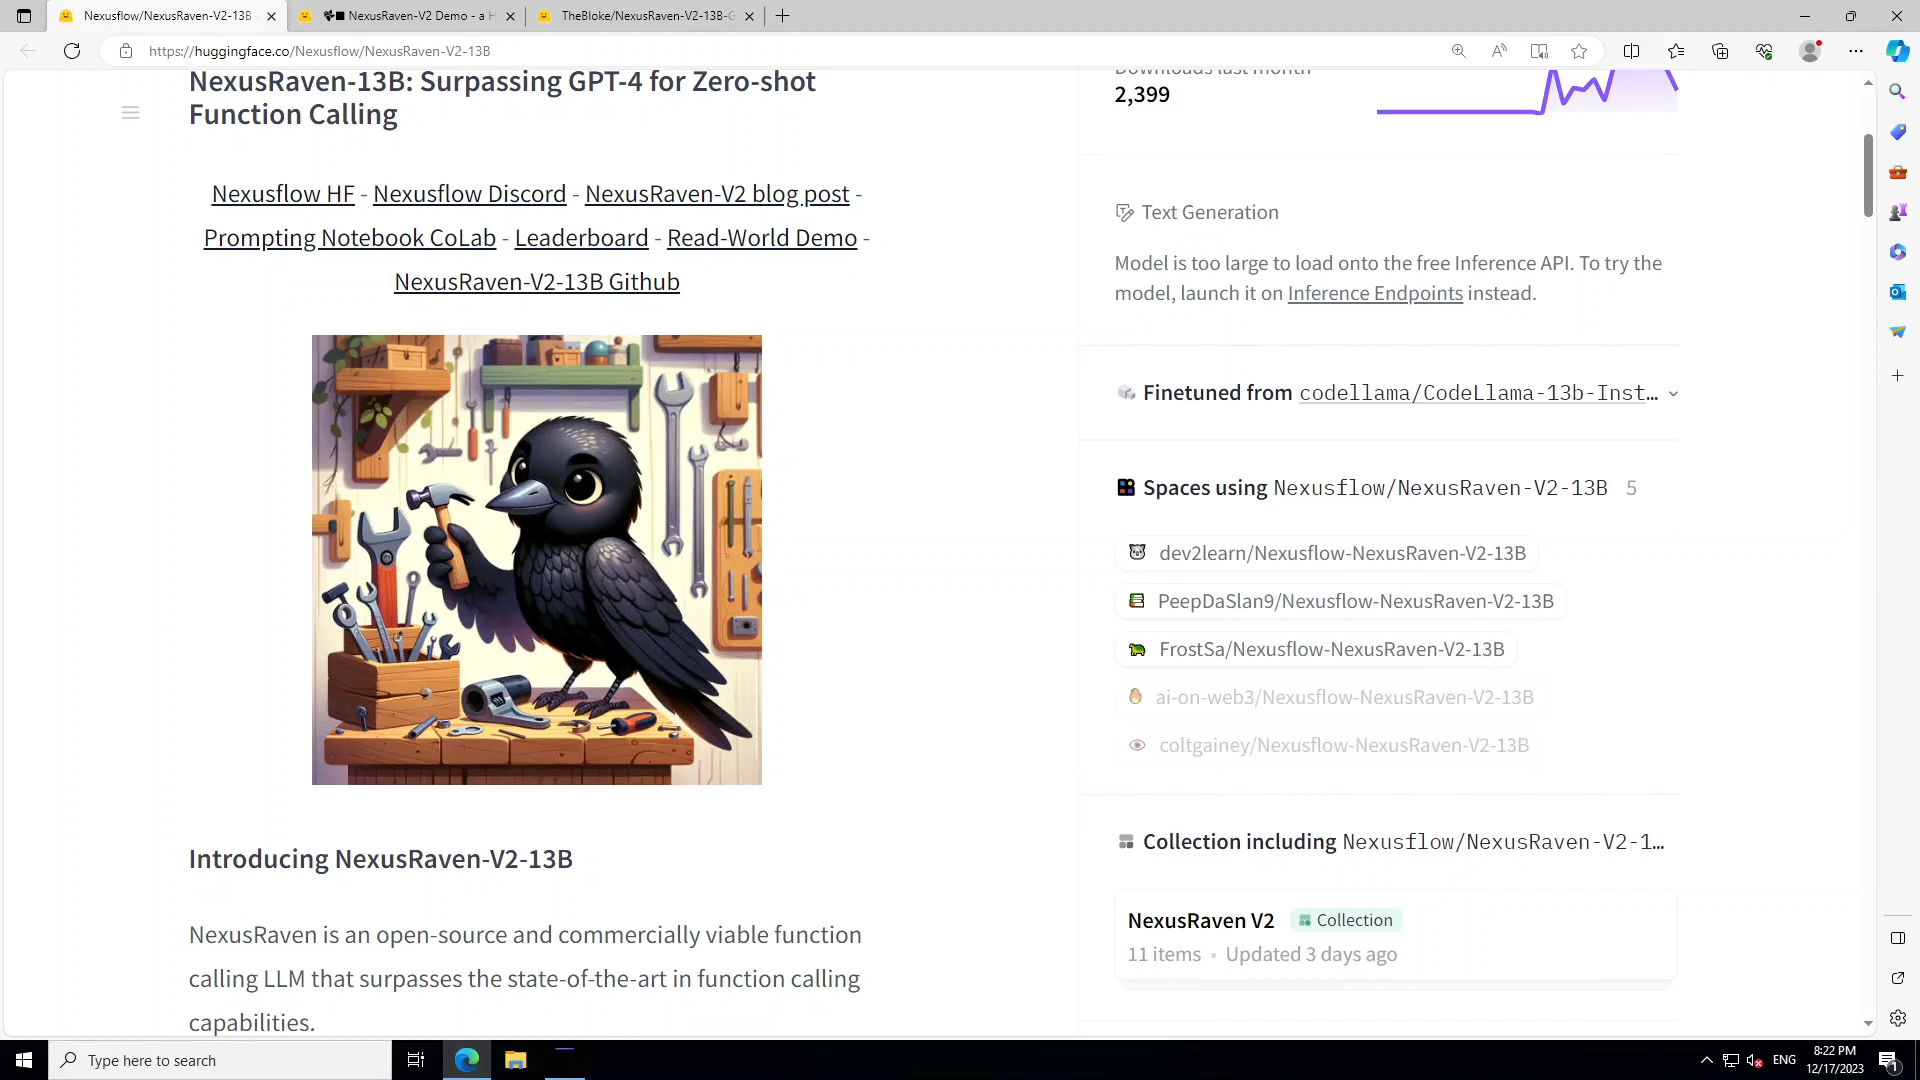 Nexusflow/NexusRaven-V2-13B
NexusRaven-V2 Demo - a H
TheBloke/NexusRaven-V2-13B-G
https://huggingface.co/Nexusflow/NexusRaven-V2-13B
NexusRaven-13B: Surpassing GPT-4 for Zero-shot
Function Calling
Nexusflow HF - Nexusflow Discord - NexusRaven-V2 blog post -
Prompting Notebook CoLab - Leaderboard - Read-World Demo -
NexusRaven-V2-13B Github
Introducing NexusRaven-V2-13B
NexusRaven is an open-source and commercially viable function
calling LLM that surpasses the state-of-the-art in function calling
capabilities.
Downloads last month
2,399
Text Generation
Model is too large to load onto the free Inference API. To try the
model, launch it on Inference Endpoints instead.
Finetuned from codellama/CodeLlama-13b-Inst…
Spaces using Nexusflow/NexusRaven-V2-13B 5
dev2learn/Nexusflow-NexusRaven-V2-13B
PeepDaSlan9/Nexusflow-NexusRaven-V2-13B
FrostSa/Nexusflow-NexusRaven-V2-13B
ai-on-web3/Nexusflow-NexusRaven-V2-13B
coltgainey/Nexusflow-NexusRaven-V2-13B
Collection including Nexusflow/NexusRaven-V2-1…
NexusRaven V2 Collection
11 items • Updated 3 days ago
Type here to search
ENG
8:22 PM
12/17/2023
1